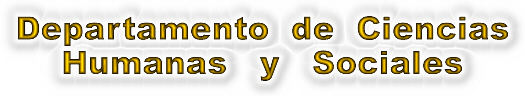 Departamento de Ciencias
Humanas y Sociales